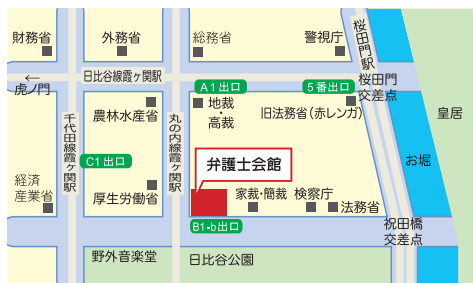 財務省
外務省
総務省
警視庁
桜田門駅
←
虎ノ門
日比谷線霞ヶ関駅
A1出口
5番出口
桜田門
交差点
皇居
千代田線霞ヶ関駅
農林水産省
丸の内線霞ヶ関駅
地裁
・
高裁
旧法務省(赤レンガ)
C1出口
弁護士会館
お堀
経済
産業省
厚生労働省
家裁・簡裁
検察庁
法務省
B1-b出口
祝田橋
交差点
野外音楽堂
日比谷公園